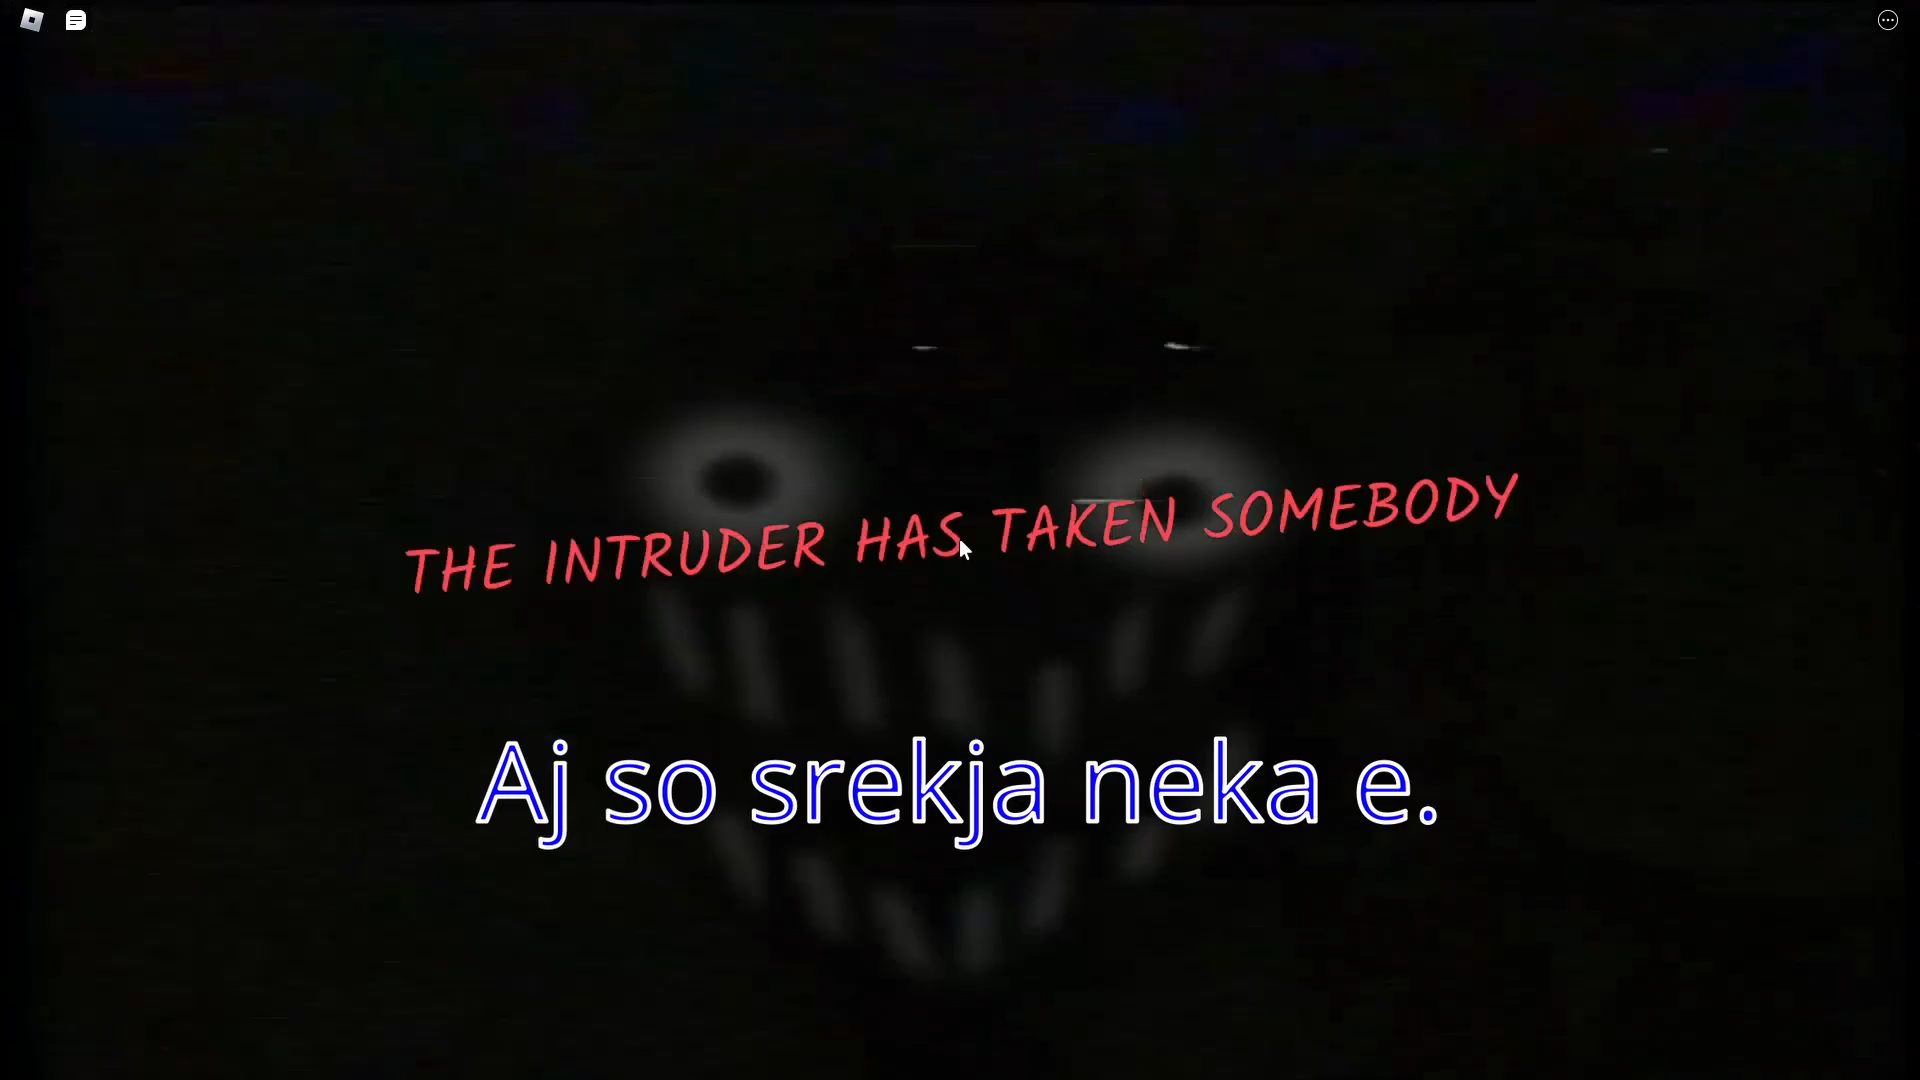 THE INTRUDER HAS TAKEN SOMEBODY
Aj so srekja neka e.